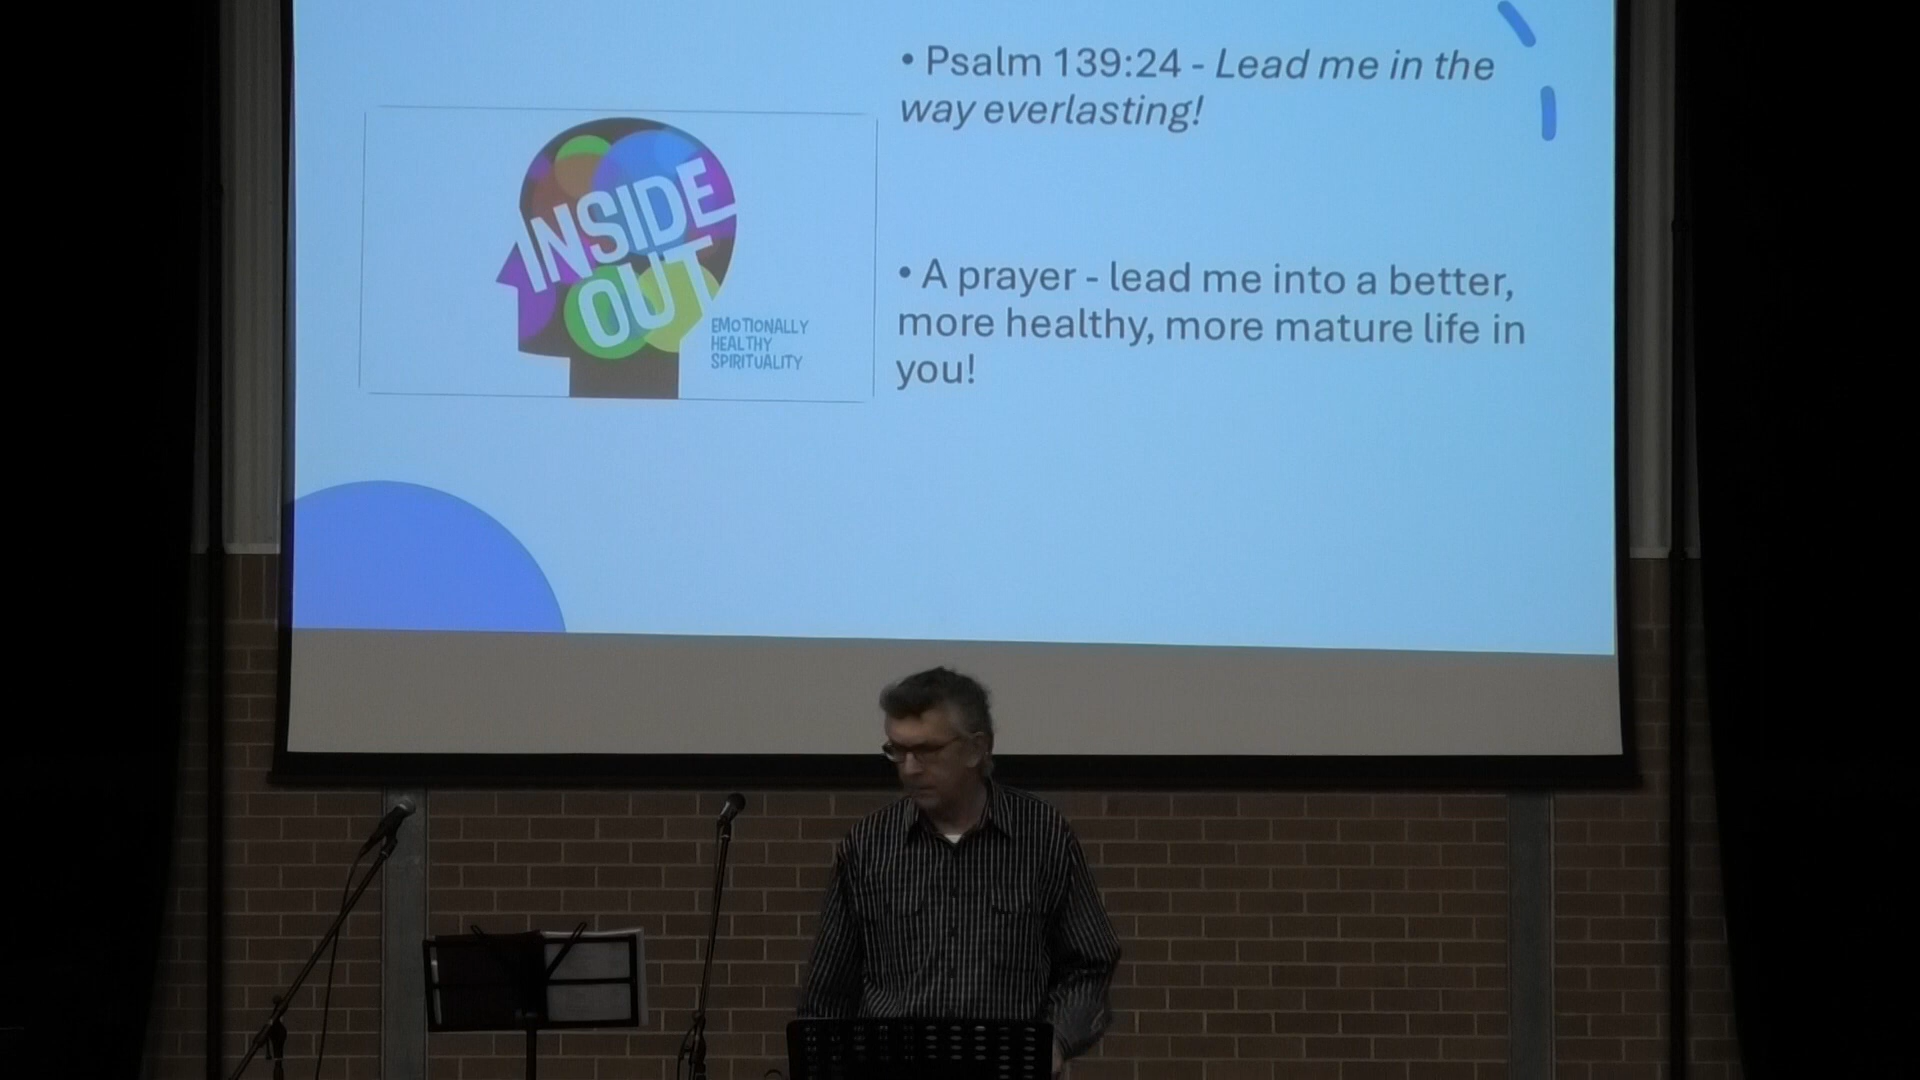 • Psalm 139:24 - Lead me in the
way everlasting!
INSIDE
OUT
EMOTIONALLY
HEALTHY
SPIRITUALITY
• A prayer - lead me into a better,
more healthy, more mature life in
you!